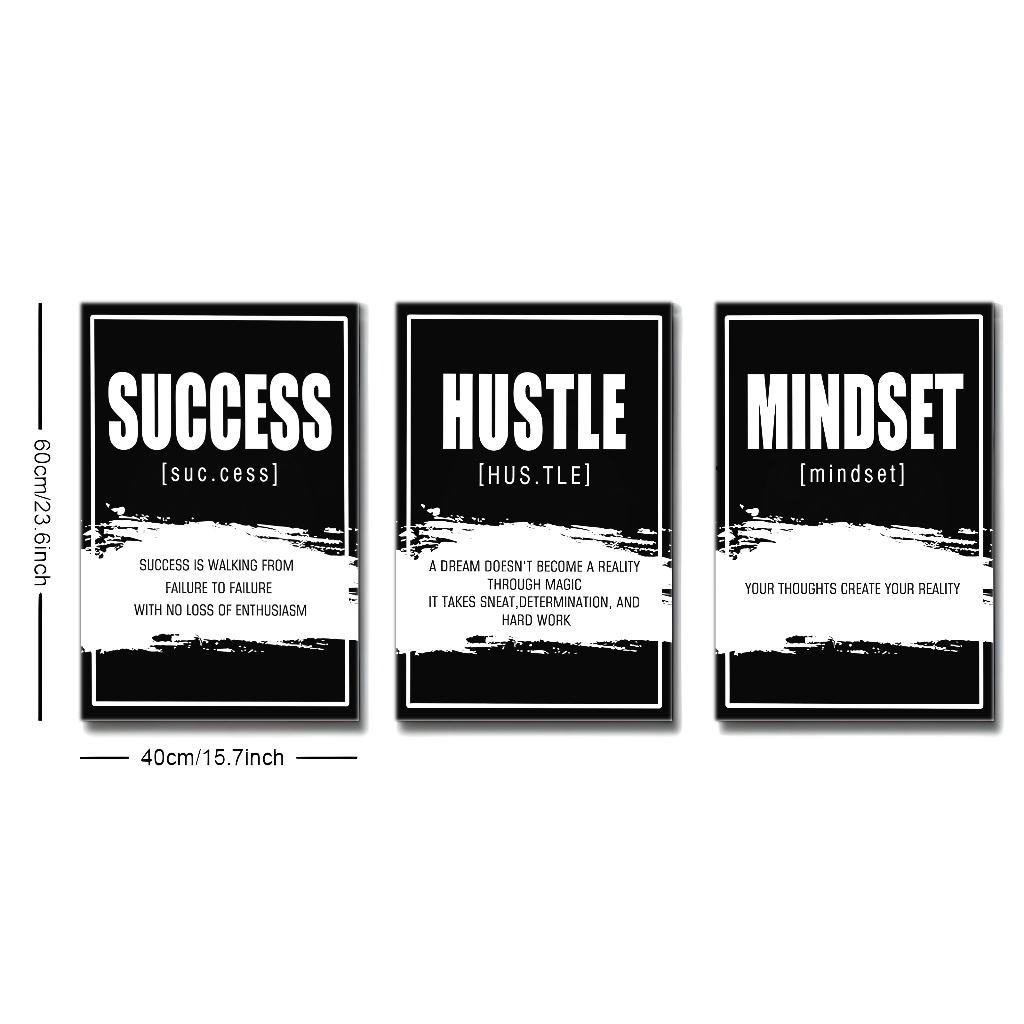 SUCCESS
[suc.cess]
SUCCESS IS WALKING FROM
FAILURE TO FAILURE
WITH NO LOSS OF ENTHUSIASM
HUSTLE
[HUS.TLE]
A DREAM DOESN'T BECOME A REALITY
THROUGH MAGIC
IT TAKES SNEAT,DETERMINATION, AND
HARD WORK
MINDSET
[mindset]
YOUR THOUGHTS CREATE YOUR REALITY
60cm/23.6inch
40cm/15.7inch